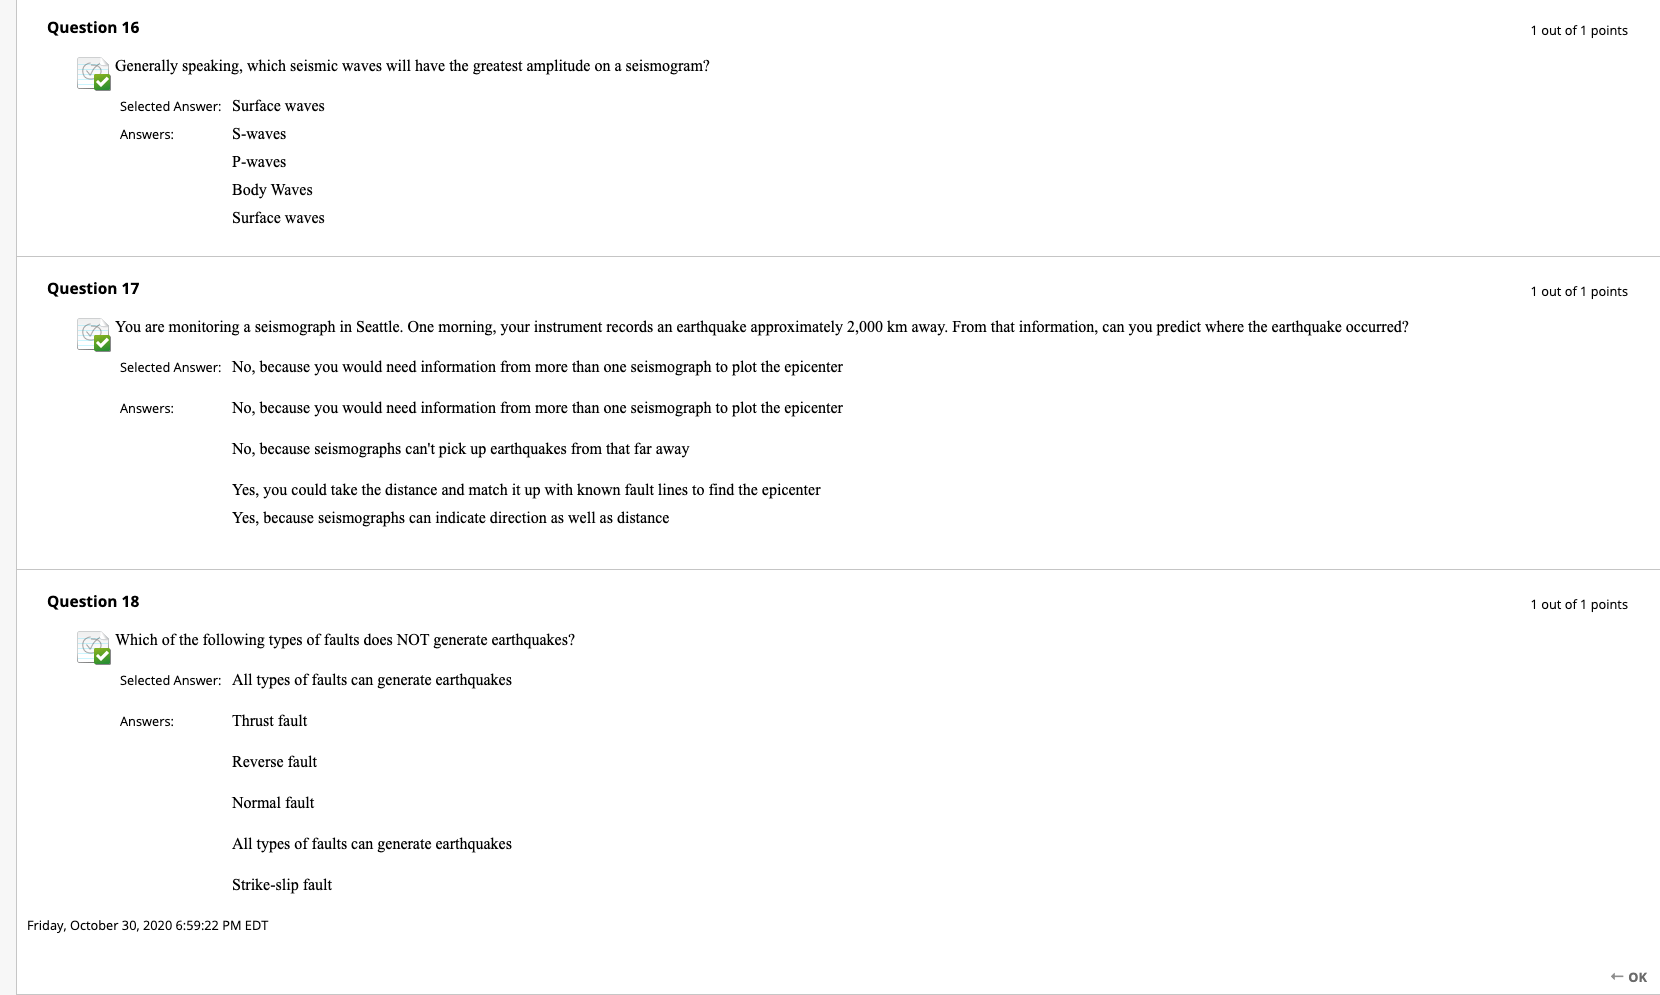 Question 16
1 out of 1 points
Generally speaking, which seismic waves will have the greatest amplitude on a seismogram?
Selected Answer: Surface waves
Answers: S-waves
P-waves
Body Waves
Surface waves
Question 17
1 out of 1 points
You are monitoring a seismograph in Seattle. One morning, your instrument records an earthquake approximately 2,000 km away. From that information, can you predict where the earthquake occurred?
Selected Answer: No, because you would need information from more than one seismograph to plot the epicenter
Answers: No, because you would need information from more than one seismograph to plot the epicenter
No, because seismographs can't pick up earthquakes from that far away
Yes, you could take the distance and match it up with known fault lines to find the epicenter
Yes, because seismographs can indicate direction as well as distance
Question 18
1 out of 1 points
Which of the following types of faults does NOT generate earthquakes?
Selected Answer: All types of faults can generate earthquakes
Answers: Thrust fault
Reverse fault
Normal fault
All types of faults can generate earthquakes
Strike-slip fault
Friday, October 30, 2020 6:59:22 PM EDT
← OK